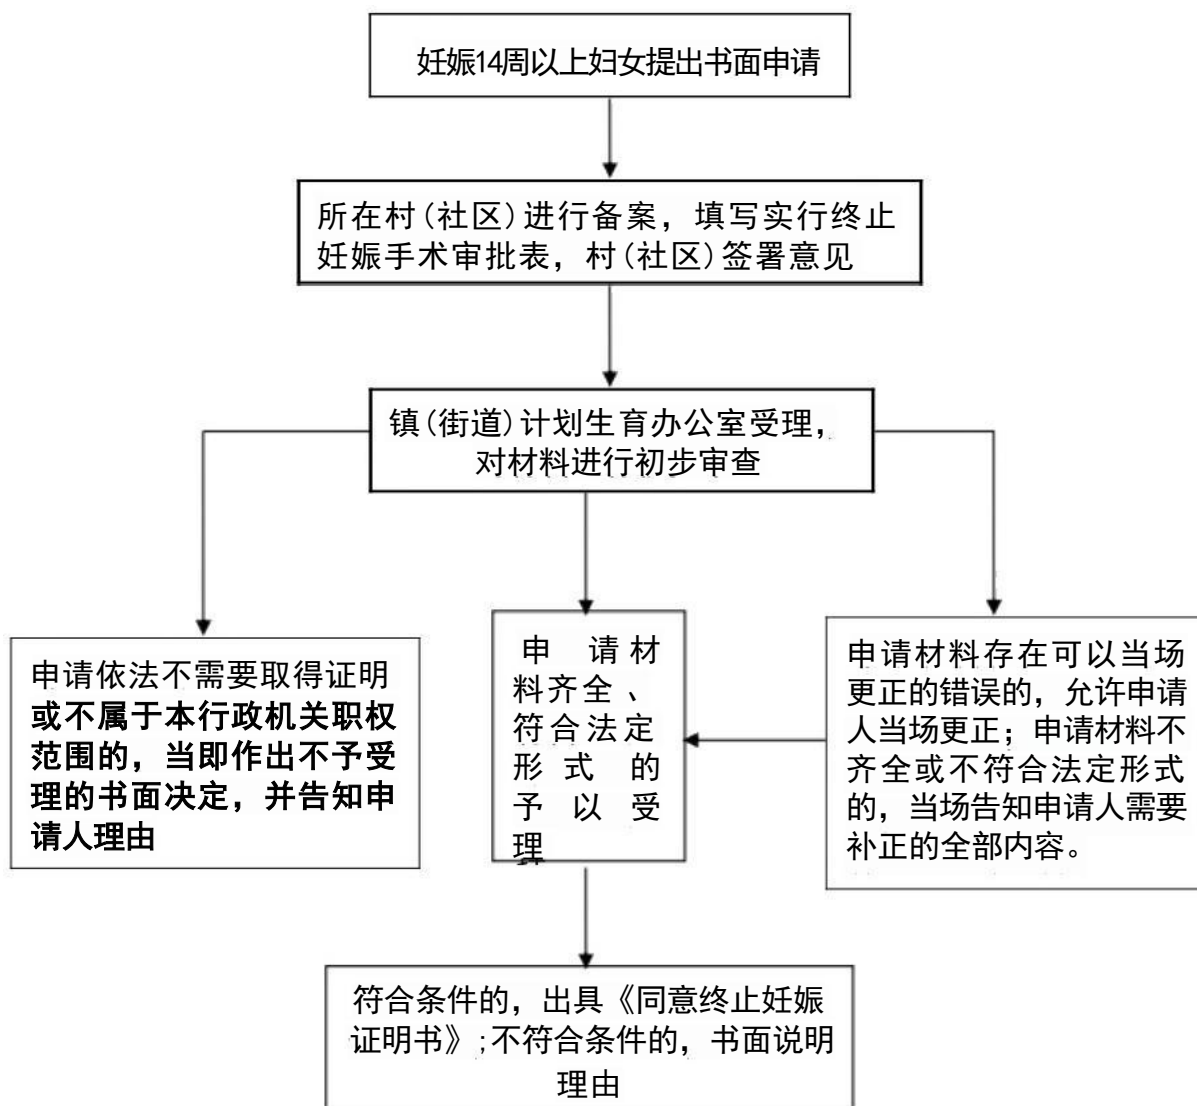 妊娠14周以上妇女提出书面申请
所在村(社区)进行备案，填写实行终止
妊娠手术审批表，村(社区)签署意见
镇(街道)计划生育办公室受理，
对材料进行初步审查
申请依法不需要取得证明
或不属于本行政机关职权
范围的，当即作出不予受
理的书面决定，并告知申
请人理由
申 请材
料齐全、
符合法定
形式的
予以受
理
申请材料存在可以当场
更正的错误的，允许申请
人当场更正；申请材料不
齐全或不符合法定形式
的，当场告知申请人需要
补正的全部内容。
符合条件的，出具《同意终止妊娠
证明书》;不符合条件的，书面说明
理由